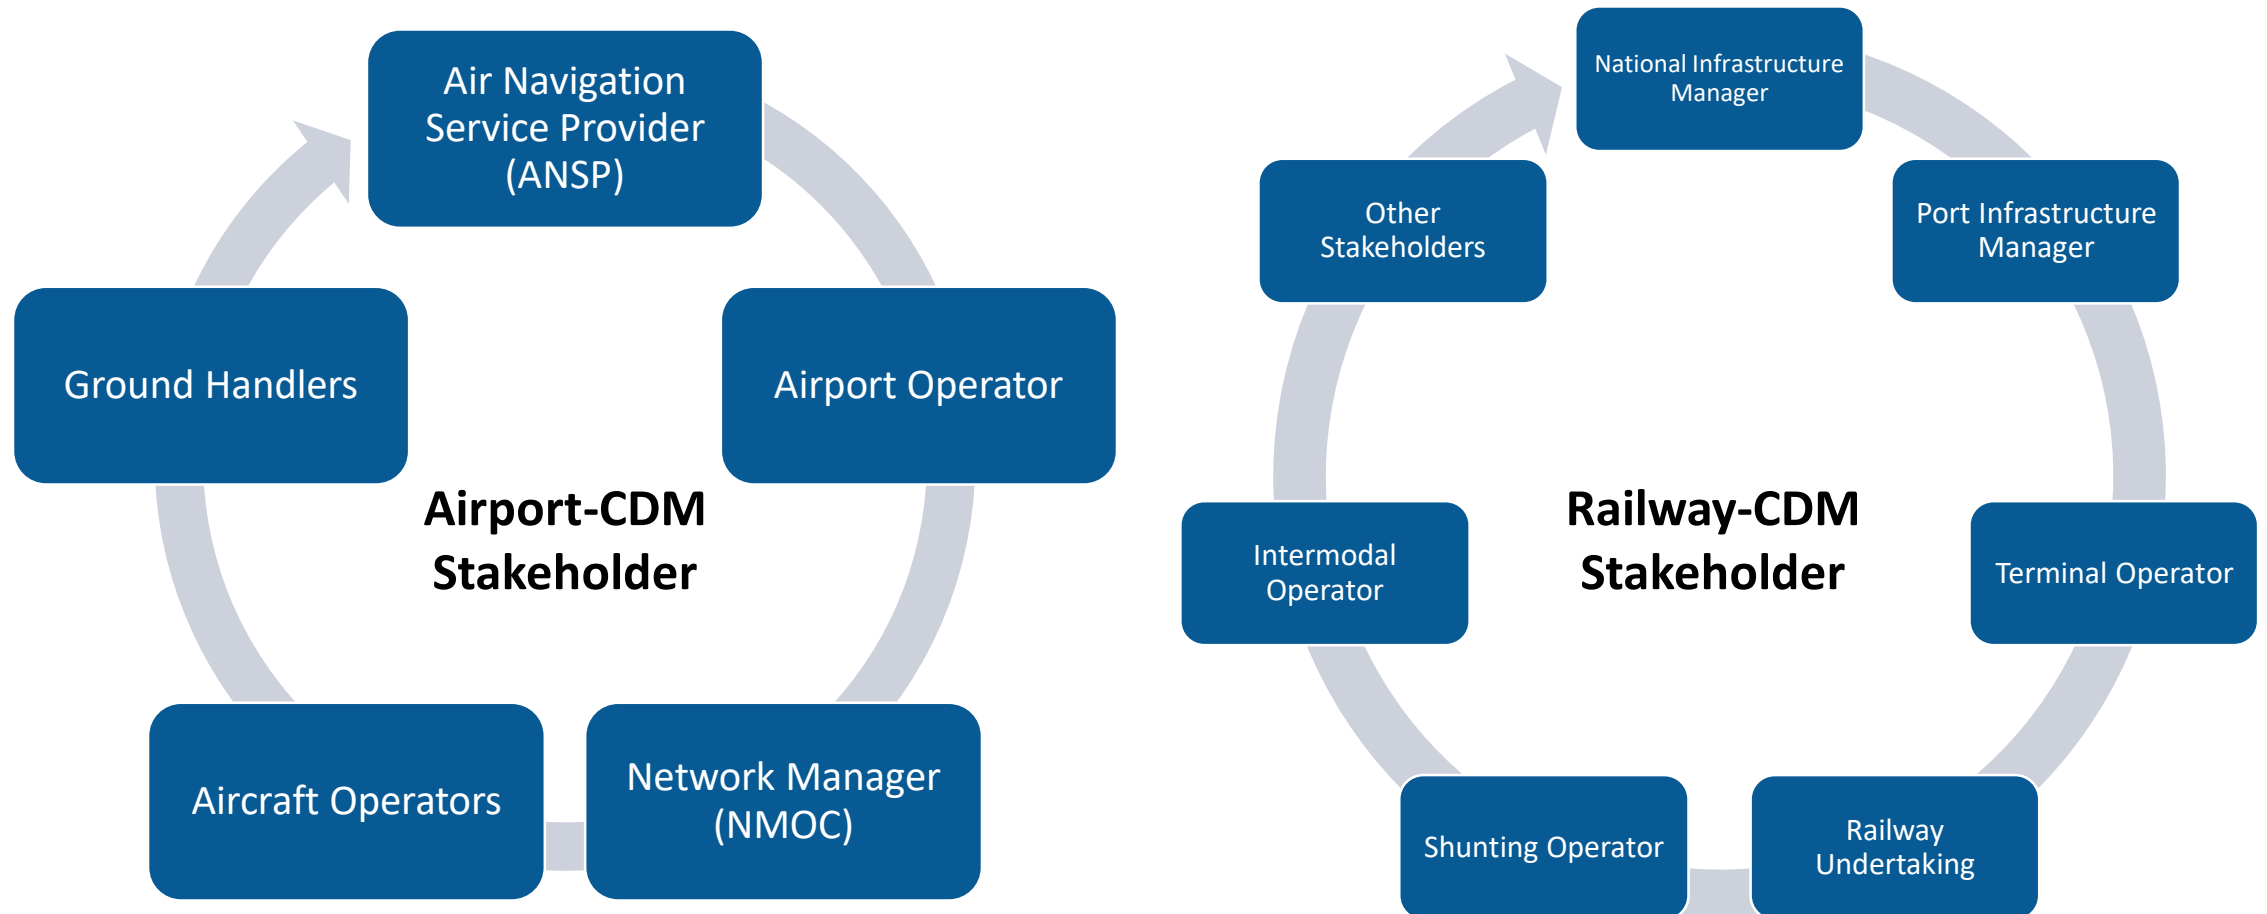 Air Navigation
Service Provider
(ANSP)
Airport Operator
Network Manager
(NMOC)
Aircraft Operators
Ground Handlers
Airport-CDM
Stakeholder
National Infrastructure
Manager
Port Infrastructure
Manager
Terminal Operator
Railway
Undertaking
Shunting Operator
Intermodal
Operator
Other
Stakeholders
Railway-CDM
Stakeholder